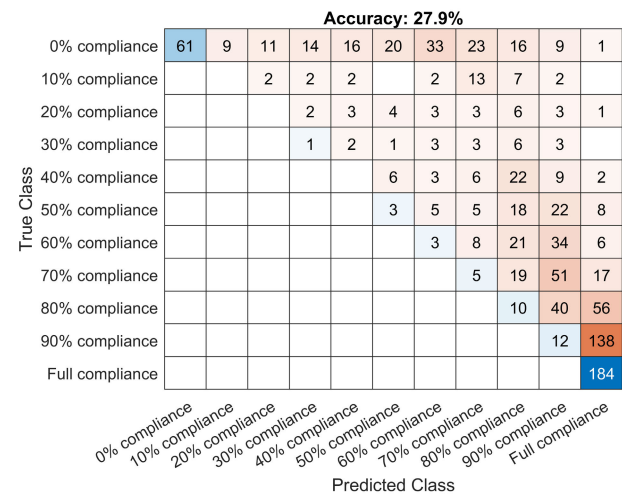 Accuracy: 27.9%
True Class
0% compliance 61 9 11 14 16 20 33 23 16 9 1
10% compliance 2 2 2 2 13 7 2
20% compliance 2 3 4 3 3 6 3 1
30% compliance 1 2 1 3 3 6 3
40% compliance 6 3 6 22 9 2
50% compliance 3 5 5 18 22 8
60% compliance 3 8 21 34 6
70% compliance 5 19 51 17
80% compliance 10 40 56
90% compliance 12 138
Full compliance 184
0% compliance 10% compliance 20% compliance 30% compliance 40% compliance 50% compliance 60% compliance 70% compliance 80% compliance 90% compliance Full compliance
Predicted Class